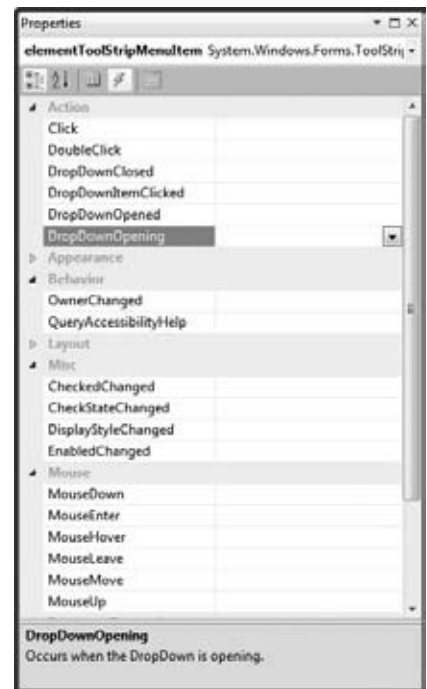 Properties
elementToolStripMenuItem System.Windows.Forms.ToolStrip
Action
Click
DoubleClick
DropDownClosed
DropDownItemClicked
DropDownOpened
DropDownOpening
Appearance
Behavior
OwnerChanged
QueryAccessibilityHelp
Layout
Misc
CheckedChanged
CheckStateChanged
DisplayStyleChanged
EnabledChanged
Mouse
MouseDown
MouseEnter
MouseHover
MouseLeave
MouseMove
MouseUp
DropDownOpening
Occurs when the DropDown is opening.